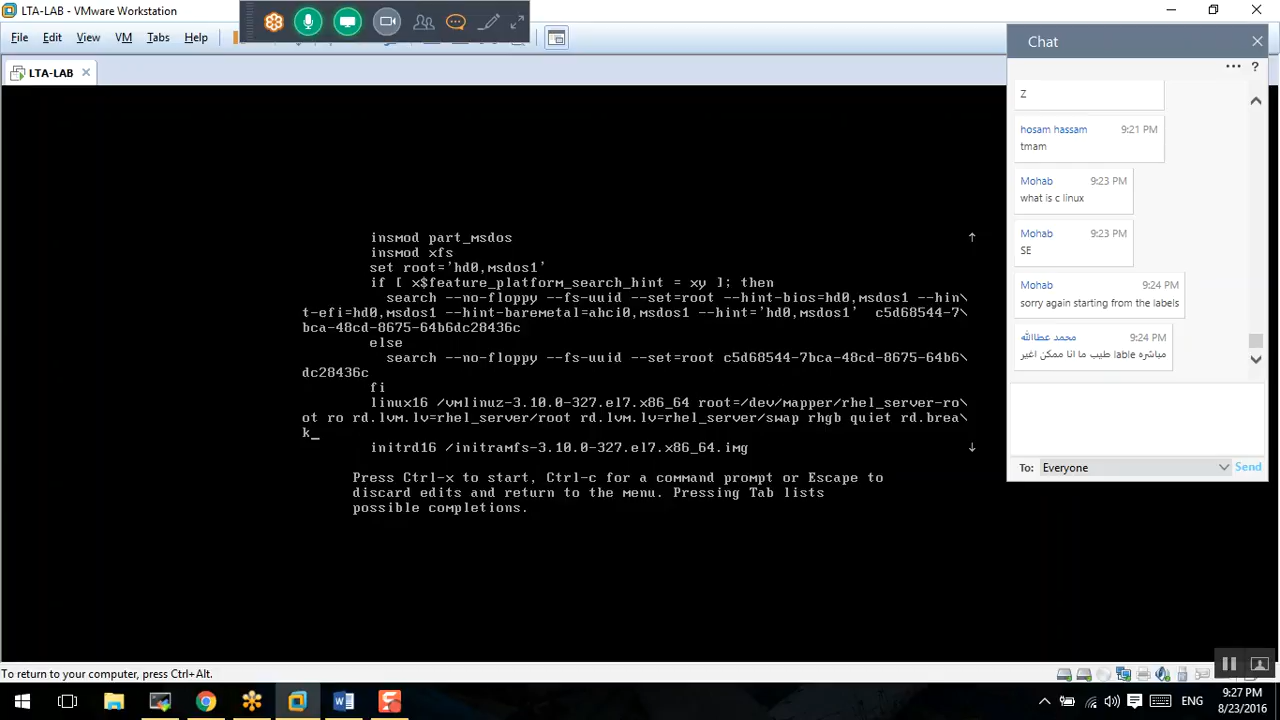 LTA-LAB - VMware Workstation
File Edit View VM Tabs Help
LTA-LAB
Chat
?
Z
hosam hassam 9:21 PM
tmam
Mohab 9:23 PM
what is c linux
Mohab 9:23 PM
SE
Mohab 9:24 PM
sorry again starting from the labels
محمد عطاالله 9:24 PM
طيب ما انا ممكن اغير lable مباشره
To: Everyone Send
insmod part_msdos
insmod xfs
set root='hd0,msdos1'
if [ x$feature_platform_search_hint = xy ]; then
search --no-floppy --fs-uuid --set=root --hint-bios=hd0,msdos1 --hin\
t-efi=hd0,msdos1 --hint-baremetal=ahci0,msdos1 --hint='hd0,msdos1' c5d68544-7\
bca-48cd-8675-64b6dc28436c
else
search --no-floppy --fs-uuid --set=root c5d68544-7bca-48cd-8675-64b6\
dc28436c
fi
linux16 /vmlinuz-3.10.0-327.el7.x86_64 root=/dev/mapper/rhel_server-ro\
ot ro rd.lvm.lv=rhel_server/root rd.lvm.lv=rhel_server/swap rhgb quiet rd.brea\
k_
initrd16 /initramfs-3.10.0-327.el7.x86_64.img
Press Ctrl-x to start, Ctrl-c for a command prompt or Escape to
discard edits and return to the menu. Pressing Tab lists
possible completions.
To return to your computer, press Ctrl+Alt.
ENG
9:27 PM
8/23/2016